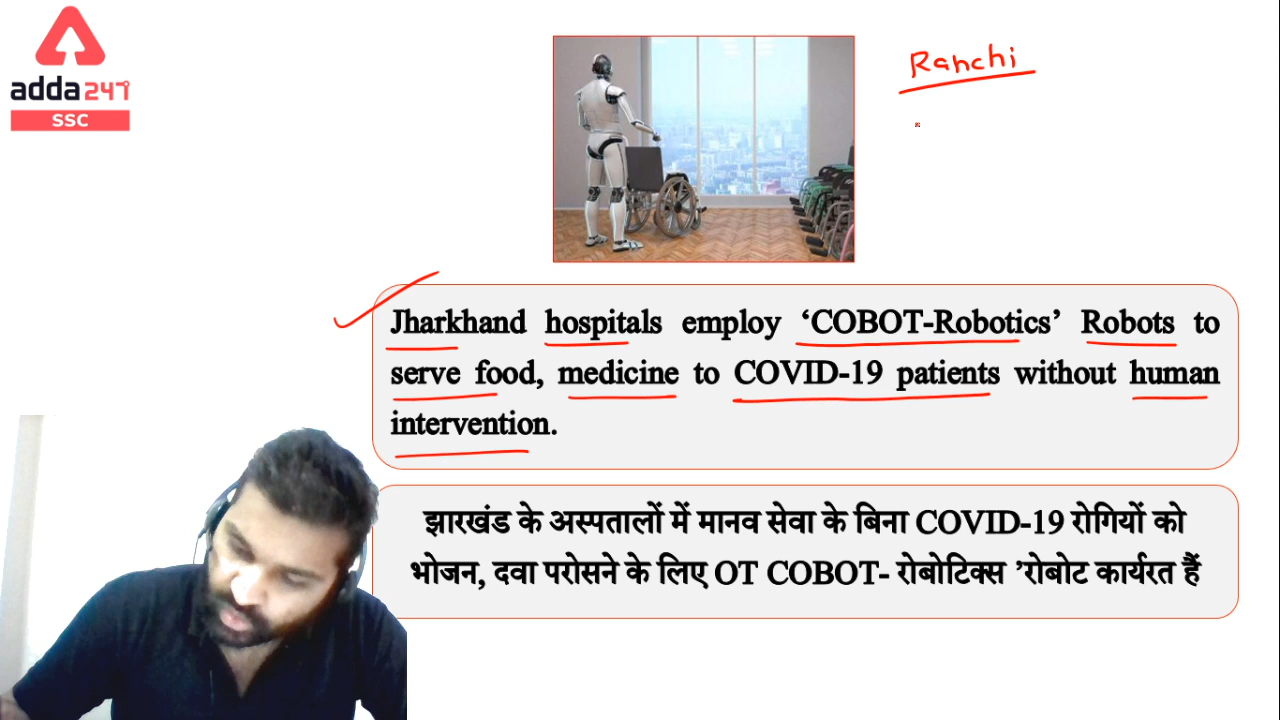 adda247
SSC
Ranchi
Jharkhand hospitals employ ‘COBOT-Robotics’ Robots to
serve food, medicine to COVID-19 patients without human
intervention.
झारखंड के अस्पतालों में मानव सेवा के बिना COVID-19 रोगियों को
भोजन, दवा परोसने के लिए OT COBOT- रोबोटिक्स ’रोबोट कार्यरत हैं